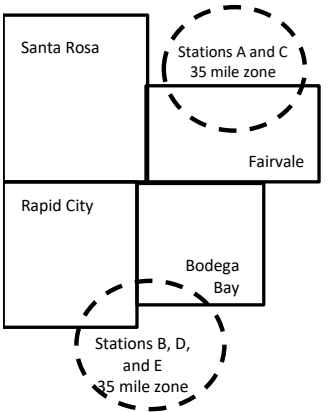 Santa Rosa
Stations A and C
35 mile zone
Fairvale
Rapid City
Bodega
Bay
Stations B, D,
and E
35 mile zone